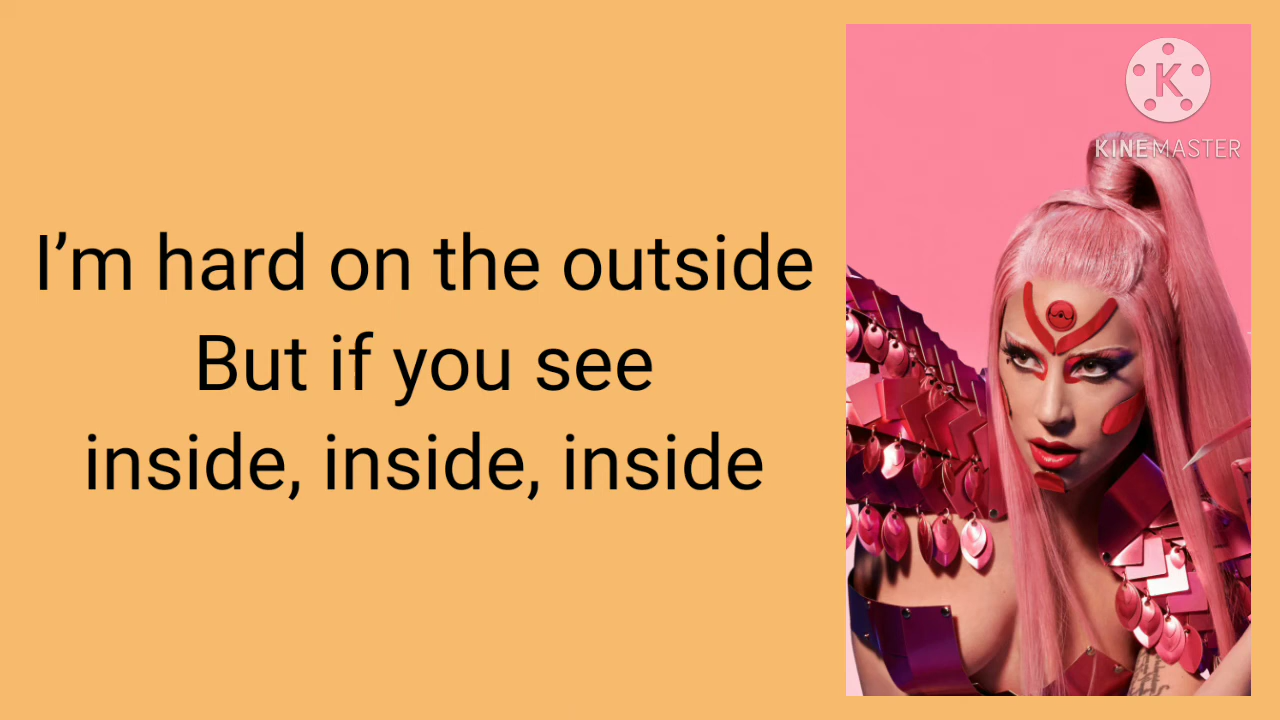 I'm hard on the outside
But if you see
inside, inside, inside
K
KINEMASTER